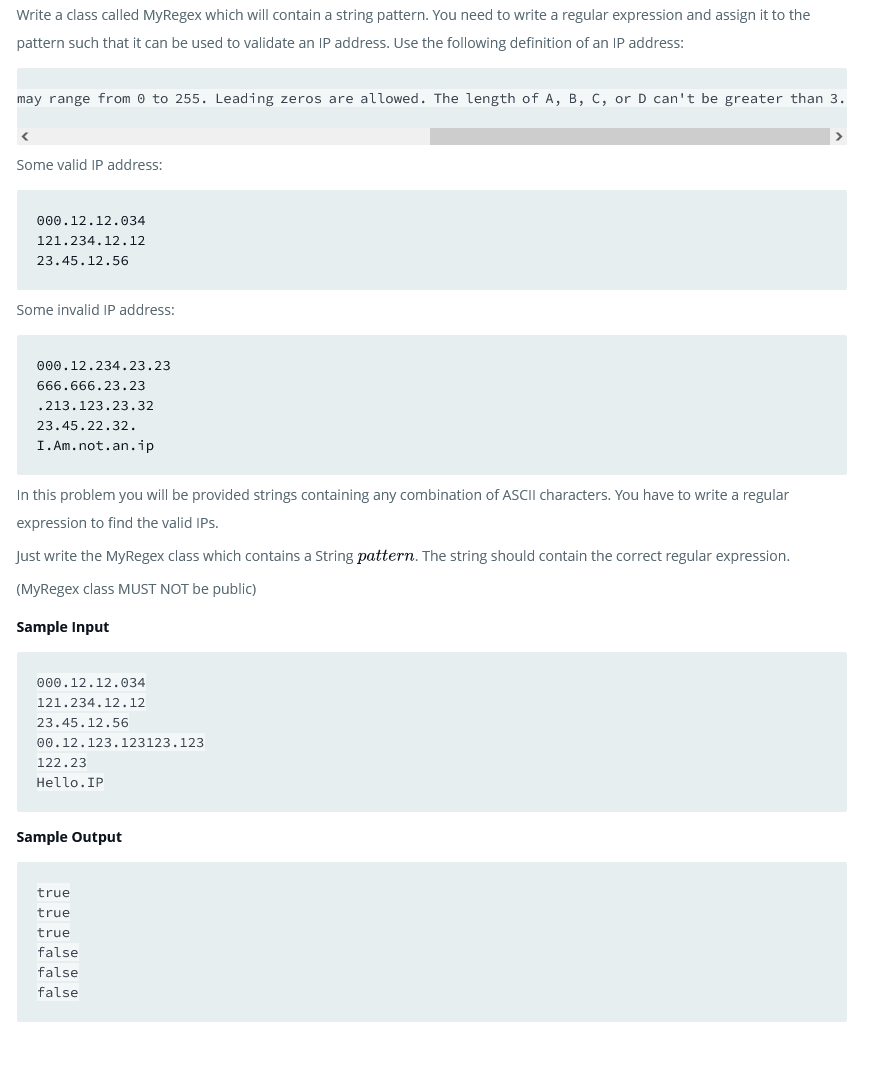 Write a class called MyRegex which will contain a string pattern. You need to write a regular expression and assign it to the
pattern such that it can be used to validate an IP address. Use the following definition of an IP address:
may range from 0 to 255. Leading zeros are allowed. The length of A, B, C, or D can't be greater than 3.
Some valid IP address:
000.12.12.034
121.234.12.12
23.45.12.56
Some invalid IP address:
000.12.234.23.23
666.666.23.23
.213.123.23.32
23.45.22.32.
I.Am.not.an.ip
In this problem you will be provided strings containing any combination of ASCII characters. You have to write a regular
expression to find the valid IPs.
Just write the MyRegex class which contains a String pattern. The string should contain the correct regular expression.
(MyRegex class MUST NOT be public)
Sample Input
000.12.12.034
121.234.12.12
23.45.12.56
00.12.123.123123.123
122.23
Hello.IP
Sample Output
true
true
true
false
false
false